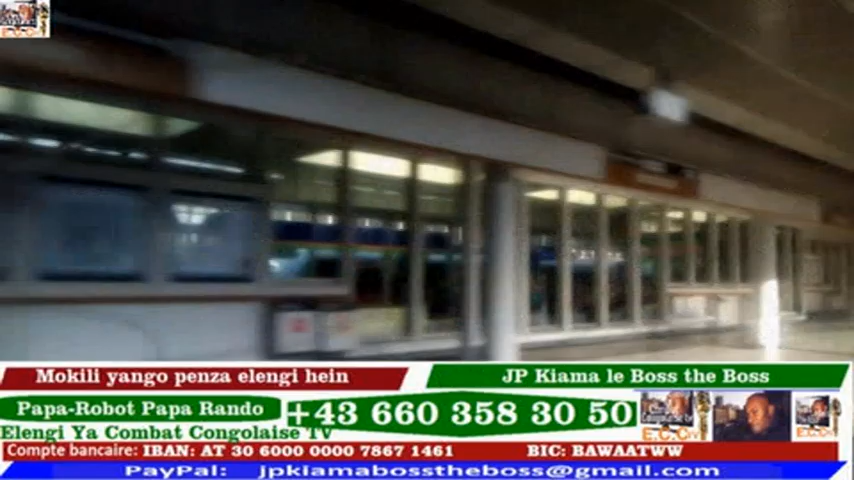 E.C.C
Mokili yango penza elengi hein
JP Kiama le Boss the Boss
Papa-Robot Papa Rando
+43 660 358 30 50
Elengi Ya Combat Congolaise TV
E.C.C
E.C.C
Compte bancaire: IBAN: AT 30 6000 0000 7867 1461
BIC: BAWAATWW
PayPal: jpkiamabosstheboss@gmail.com